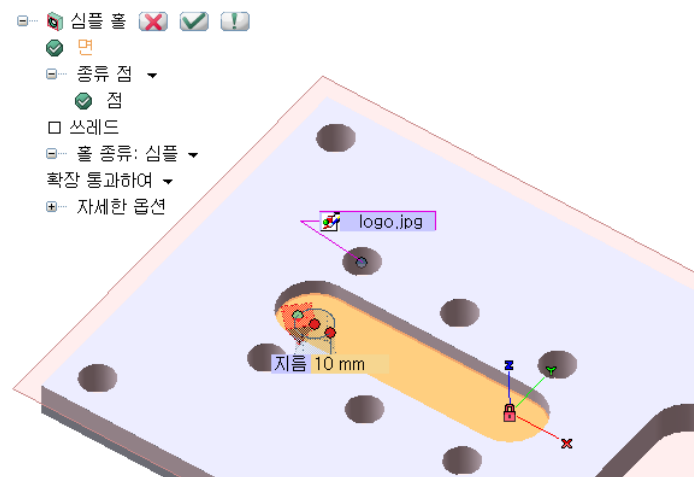 심플 홀
면
종류 점
점
쓰레드
홀 종류: 심플
확장 통과하여
자세한 옵션
logo.jpg
지름 10 mm
Z
Y
X